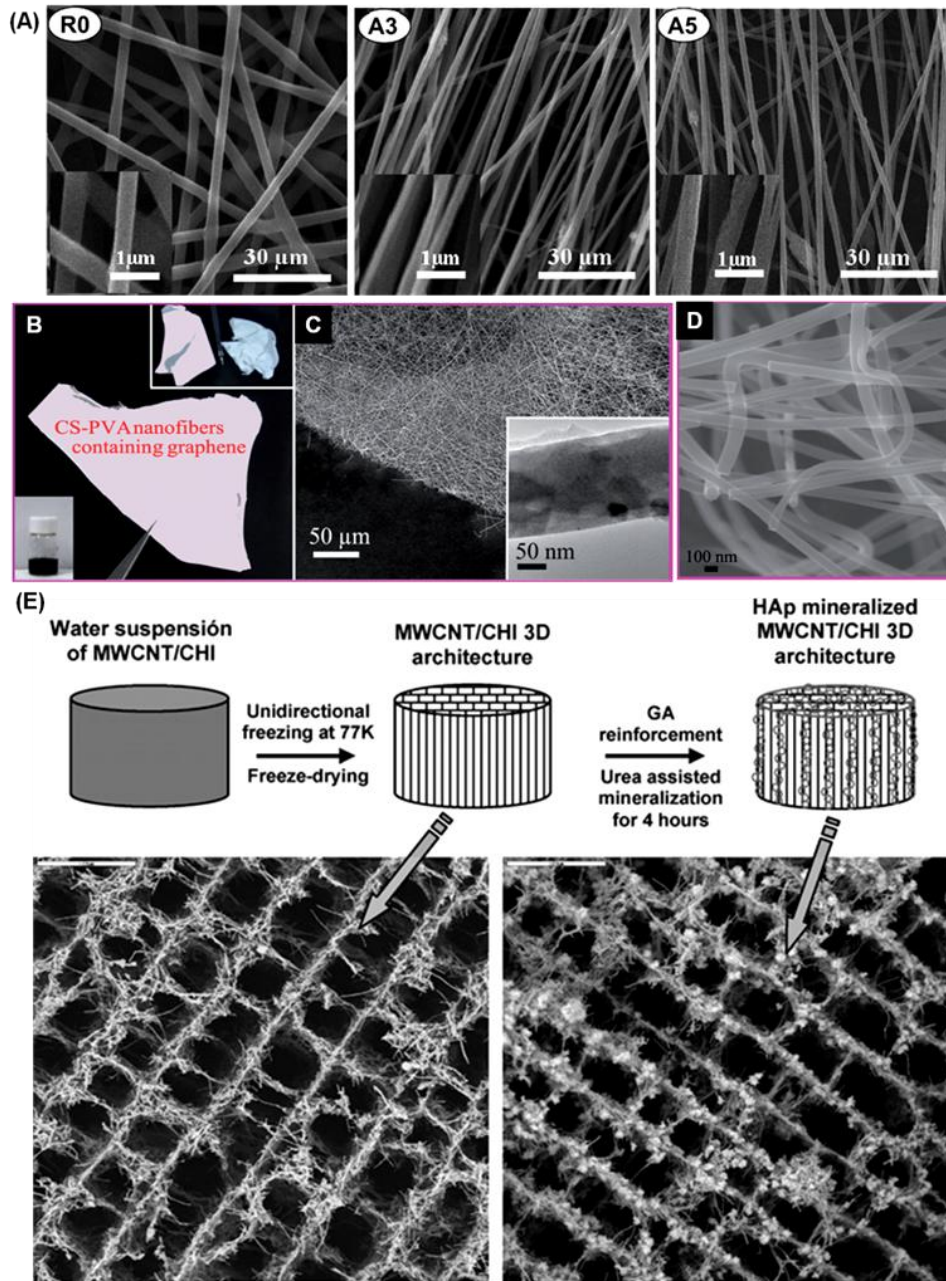 (A)
R0
A3
A5
1μm
30 μm
1μm
30 μm
1μm
30 μm
B
C
D
CS-PVA nanofibers
containing graphene
50 μm
50 nm
100 nm
(E)
Water suspensión
of MWCNT/CHI
Unidirectional
freezing at 77K
Freeze-drying
MWCNT/CHI 3D
architecture
GA
reinforcement
Urea assisted
mineralization
for 4 hours
HAp mineralized
MWCNT/CHI 3D
architecture